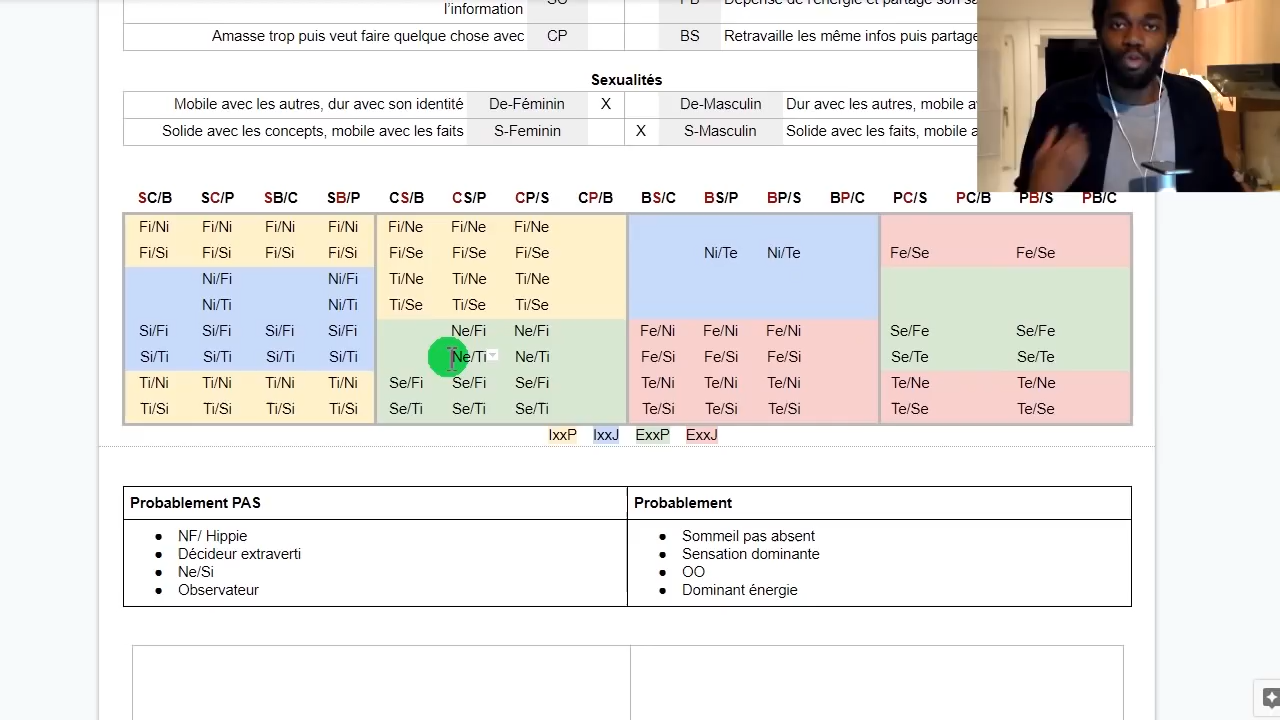 l'information
Amasse trop puis veut faire quelque chose avec CP BS Retravaille les même infos puis partage
Sexualités
Mobile avec les autres, dur avec son identité De-Féminin X De-Masculin Dur avec les autres, mobile
Solide avec les concepts, mobile avec les faits S-Feminin X S-Masculin Solide avec les faits, mobile
SC/B SC/P SB/C SB/P CS/B CS/P CP/S CP/B BS/C BS/P BP/S BP/C PC/S PC/B PB/S PB/C
Fi/Ni Fi/Ni Fi/Ni Fi/Ni Fi/Ne Fi/Ne Fi/Ne
Fi/Si Fi/Si Fi/Si Fi/Si Fi/Se Fi/Se Fi/Se Ni/Te Ni/Te Fe/Se Fe/Se
Ni/Fi Ni/Fi Ti/Ne Ti/Ne Ti/Ne
Ni/Ti Ni/Ti Ti/Se Ti/Se Ti/Se
Si/Fi Si/Fi Si/Fi Si/Fi Ne/Fi Ne/Fi Fe/Ni Fe/Ni Fe/Ni Se/Fe Se/Fe
Si/Ti Si/Ti Si/Ti Si/Ti Ne/Ti Ne/Ti Fe/Si Fe/Si Fe/Si Se/Te Se/Te
Ti/Ni Ti/Ni Ti/Ni Ti/Ni Se/Fi Se/Fi Se/Fi Te/Ni Te/Ni Te/Ni Te/Ne Te/Ne
Ti/Si Ti/Si Ti/Si Ti/Si Se/Ti Se/Ti Se/Ti Te/Si Te/Si Te/Si Te/Se Te/Se
IxxP IxxJ ExxP ExxJ
Probablement PAS Probablement
● NF/ Hippie ● Sommeil pas absent
● Décideur extraverti ● Sensation dominante
● Ne/Si ● OO
● Observateur ● Dominant énergie